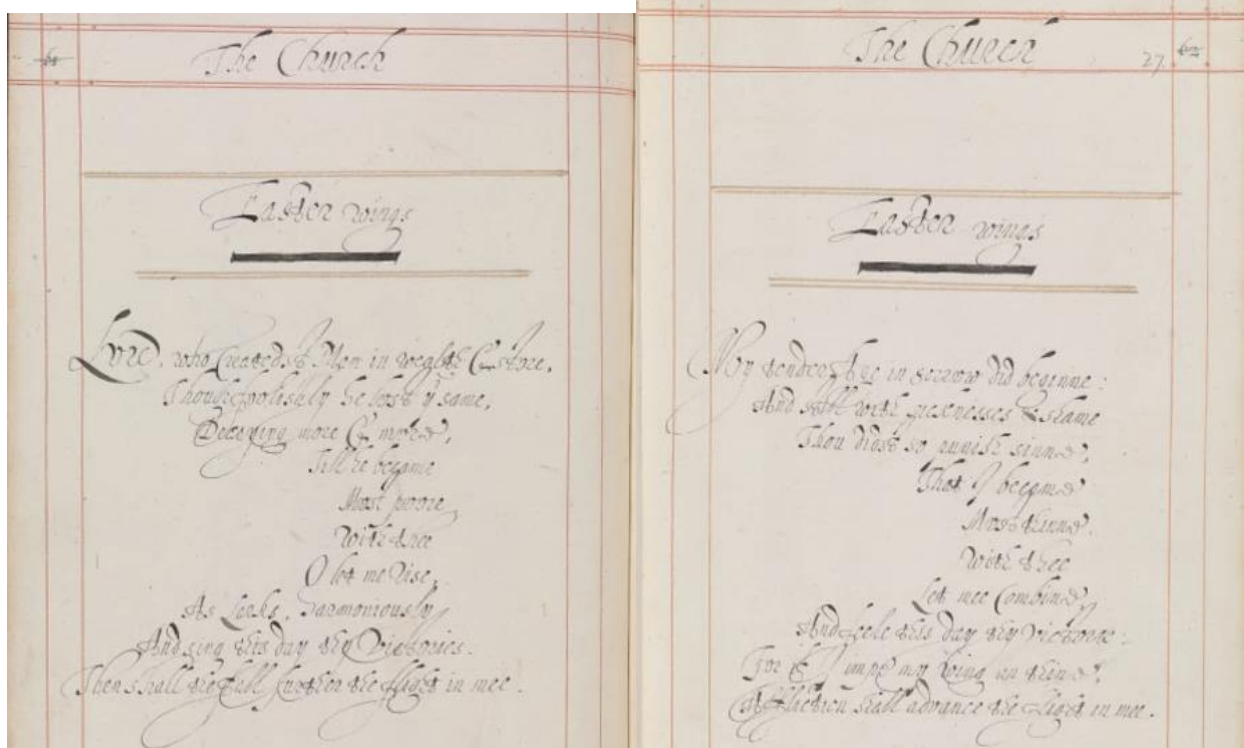 The Church
Easter wings
Lord, who Createdst Man in wealth & store,
Though foolishly he lost yͤ same,
Decaying more & more,
Till he became
Most poore,
With thee
O let me rise,
As Larks, harmoniously
And sing this day thy Victories.
Then shall the fall further the flight in mee.
The Church 27.
Easter wings
My tender Age in sorrow did beginne:
And still with sicknesses & shame
Thou didst so punish sinne,
That I became
Most thinne.
With thee
Let mee Combine,
And feele this day thy victorie:
For if I impe my wing on thine,
Affliction shall advance the flight in mee.